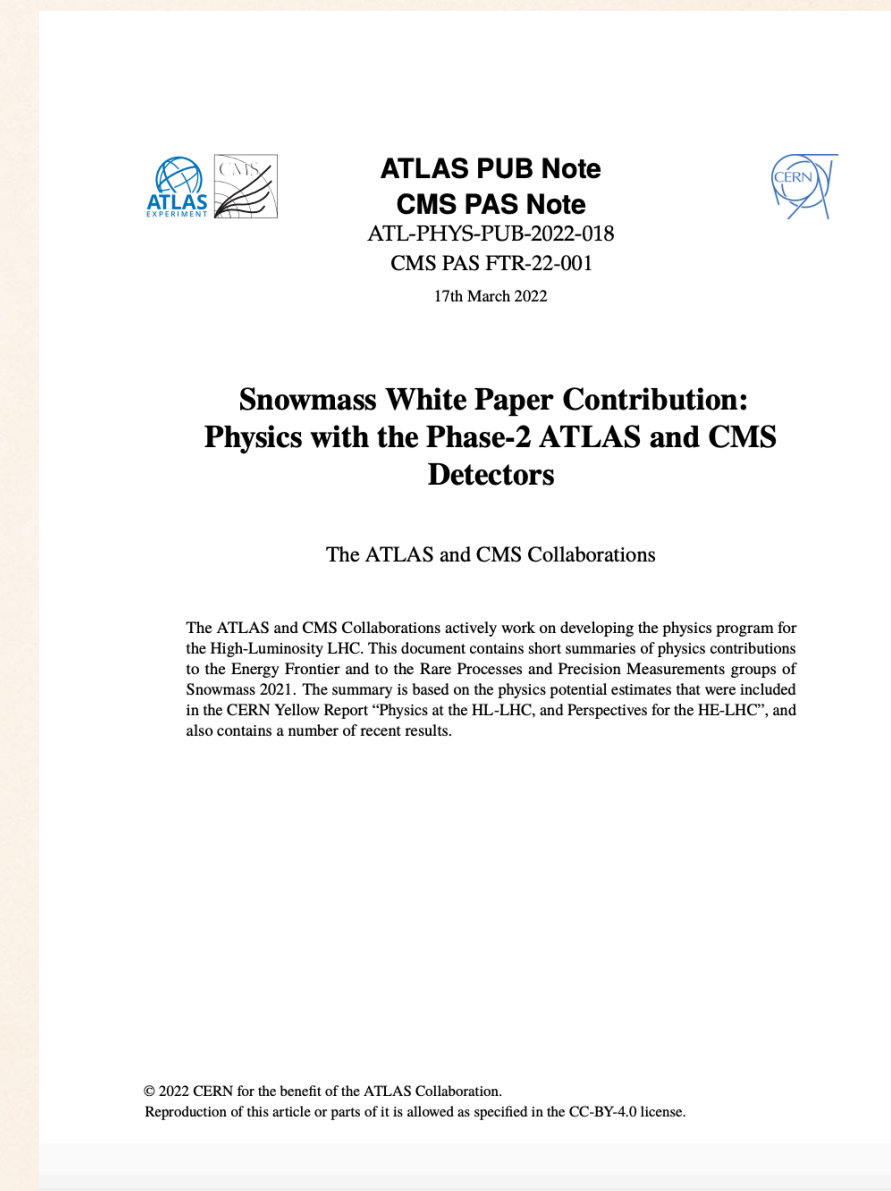 ATLAS
EXPERIMENT
CMS
ATLAS PUB Note
CMS PAS Note
ATL-PHYS-PUB-2022-018
CMS PAS FTR-22-001
17th March 2022
CERN
Snowmass White Paper Contribution:
Physics with the Phase-2 ATLAS and CMS
Detectors
The ATLAS and CMS Collaborations
The ATLAS and CMS Collaborations actively work on developing the physics program for
the High-Luminosity LHC. This document contains short summaries of physics contributions
to the Energy Frontier and to the Rare Processes and Precision Measurements groups of
Snowmass 2021. The summary is based on the physics potential estimates that were included
in the CERN Yellow Report “Physics at the HL-LHC, and Perspectives for the HE-LHC”, and
also contains a number of recent results.
© 2022 CERN for the benefit of the ATLAS Collaboration.
Reproduction of this article or parts of it is allowed as specified in the CC-BY-4.0 license.